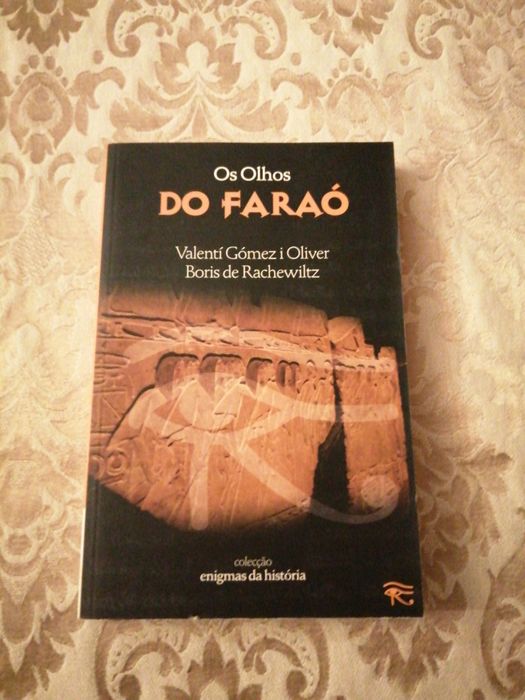 Os Olhos
DO FARAÓ
Valentí Gómez i Oliver
Boris de Rachewiltz
colecção
enigmas da história